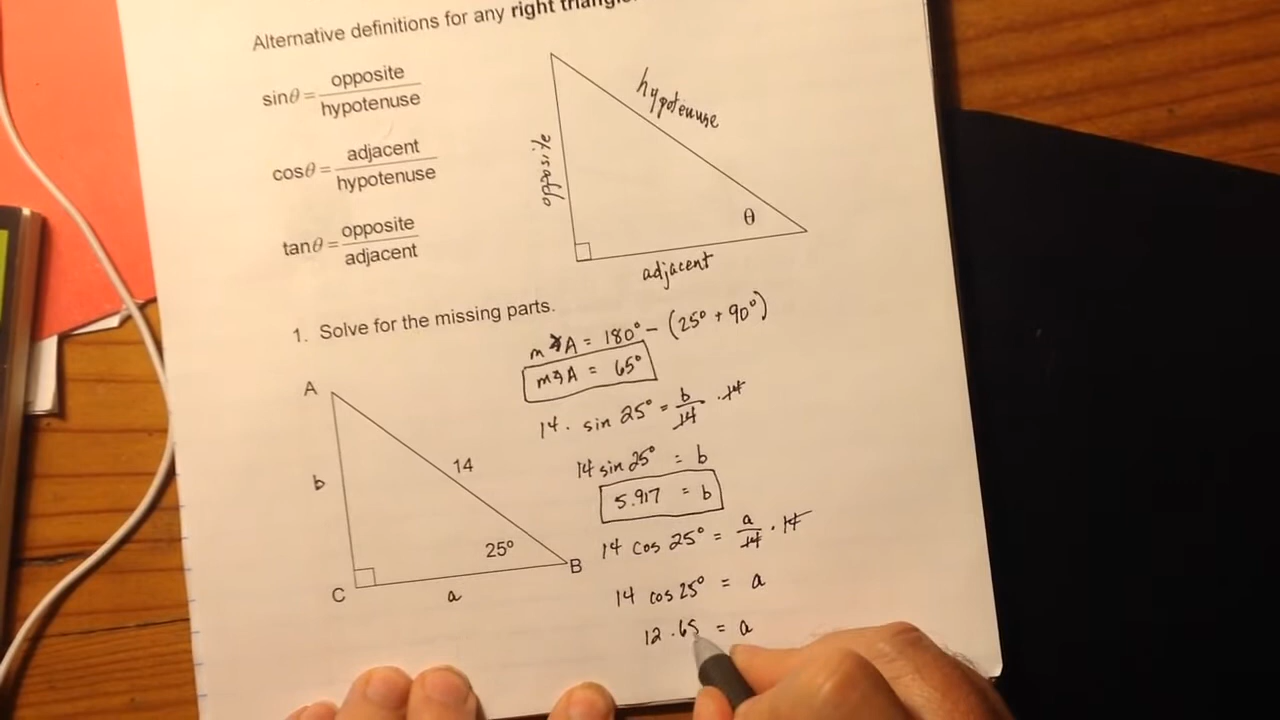 Alternative definitions for any right triangle.
sinθ = opposite / hypotenuse
cosθ = adjacent / hypotenuse
tanθ = opposite / adjacent
hypotenuse
opposite
θ
adjacent
1. Solve for the missing parts.
A
b
14
25°
B
C
a
m∢A = 180° − (25° + 90°)
m∢A = 65°
14 · sin 25° = b/14 · 14
14 sin 25° = b
5.917 = b
14 cos 25° = a/14 · 14
14 cos 25° = a
12.65 = a